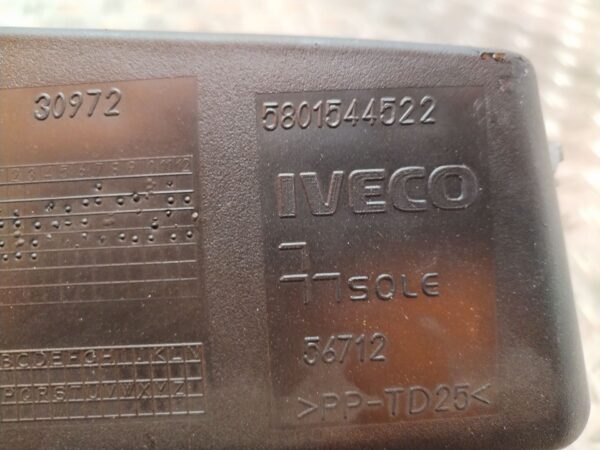 30972
5801544522
IVECO
SOLE
56712
>PP-TD25<